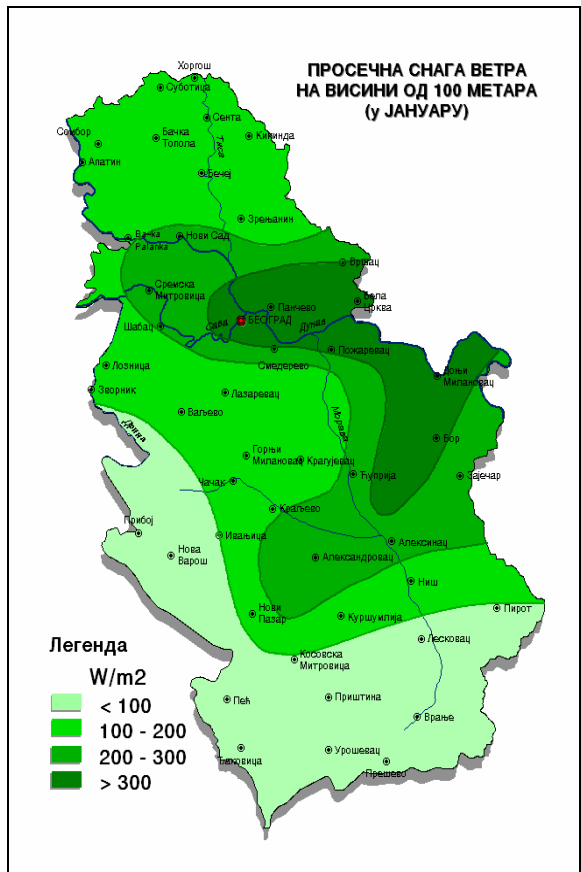 ПРОСЕЧНА СНАГА ВЕТРА
НА ВИСИНИ ОД 100 МЕТАРА
(у ЈАНУАРУ)
Хоргош
Суботица
Сента
Сомбор
Бачка
Топола
Кикинда
Тиса
Апатин
Бечеј
Зрењанин
Нови Сад
Palanka
Вршац
Бела
Црква
Сремска
Митровица
Панчево
Сава
БЕОГРАД
Дунав
Шабац
Смедерево
Пожаревац
Лозница
Доњи
Милановац
Зворник
Лазаревац
Ваљево
Морава
Дрина
Бор
Горњи
Милановац
Крагујевац
Чачак
Ћуприја
Зајечар
Краљево
Прибој
Ивањица
Алексинац
Нова
Варош
Александровац
Ниш
Нови
Пазар
Куршумлија
Пирот
Лесковац
Косовска
Митровица
Пећ
Приштина
Врање
Ђаковица
Урошевац
Прешево
Легенда
W/m2
< 100
100 - 200
200 - 300
> 300